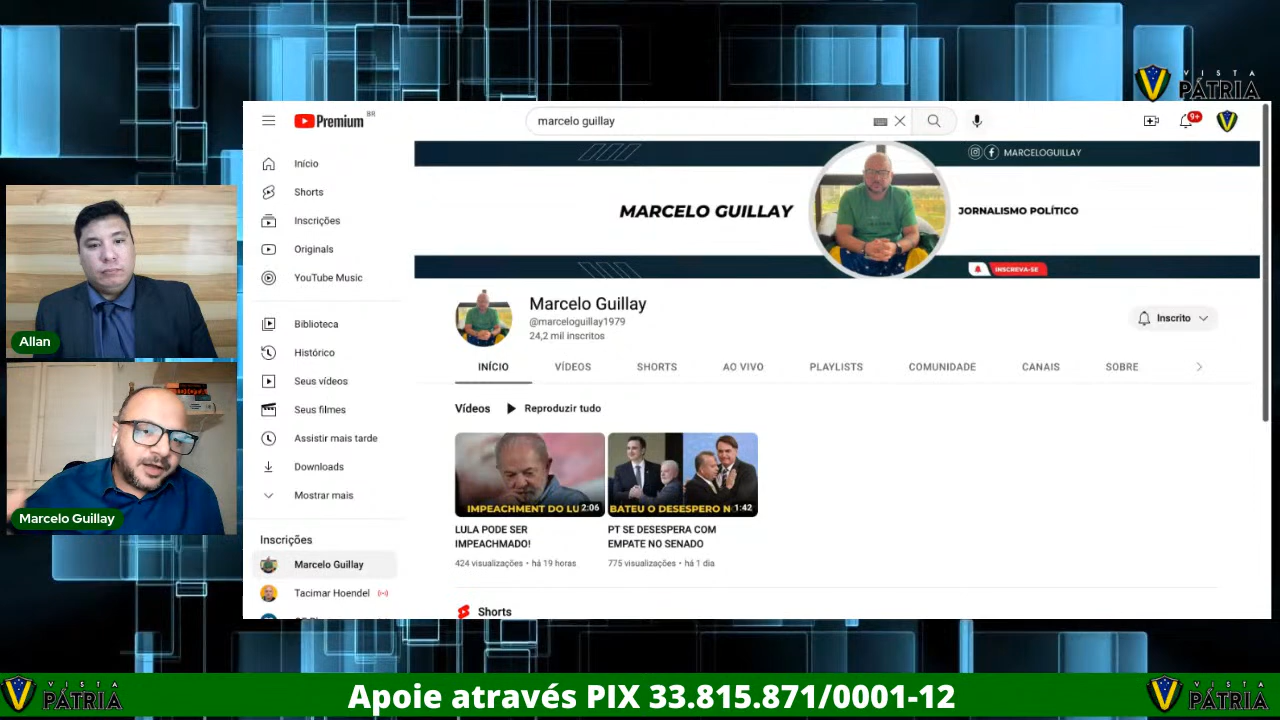 VISTA
PÁTRIA
Premium BR
marcelo guillay
9+
Início
Shorts
Inscrições
Originals
YouTube Music
Biblioteca
Histórico
Seus vídeos
Seus filmes
Assistir mais tarde
Downloads
Mostrar mais
Inscrições
Marcelo Guillay
Tacimar Hoendel
MARCELOGUILLAY
MARCELO GUILLAY
JORNALISMO POLÍTICO
INSCREVA-SE
Marcelo Guillay
@marceloguillay1979
24,2 mil inscritos
Inscrito
INÍCIO VÍDEOS SHORTS AO VIVO PLAYLISTS COMUNIDADE CANAIS SOBRE
Vídeos Reproduzir tudo
IMPEACHMENT DO LU 2:06
BATEU O DESESPERO N 1:42
LULA PODE SER
IMPEACHMADO!
424 visualizações • há 19 horas
PT SE DESESPERA COM
EMPATE NO SENADO
775 visualizações • há 1 dia
Shorts
Allan
IDIOTA
Marcelo Guillay
VISTA
PÁTRIA
Apoie através PIX 33.815.871/0001-12
VISTA
PÁTRIA